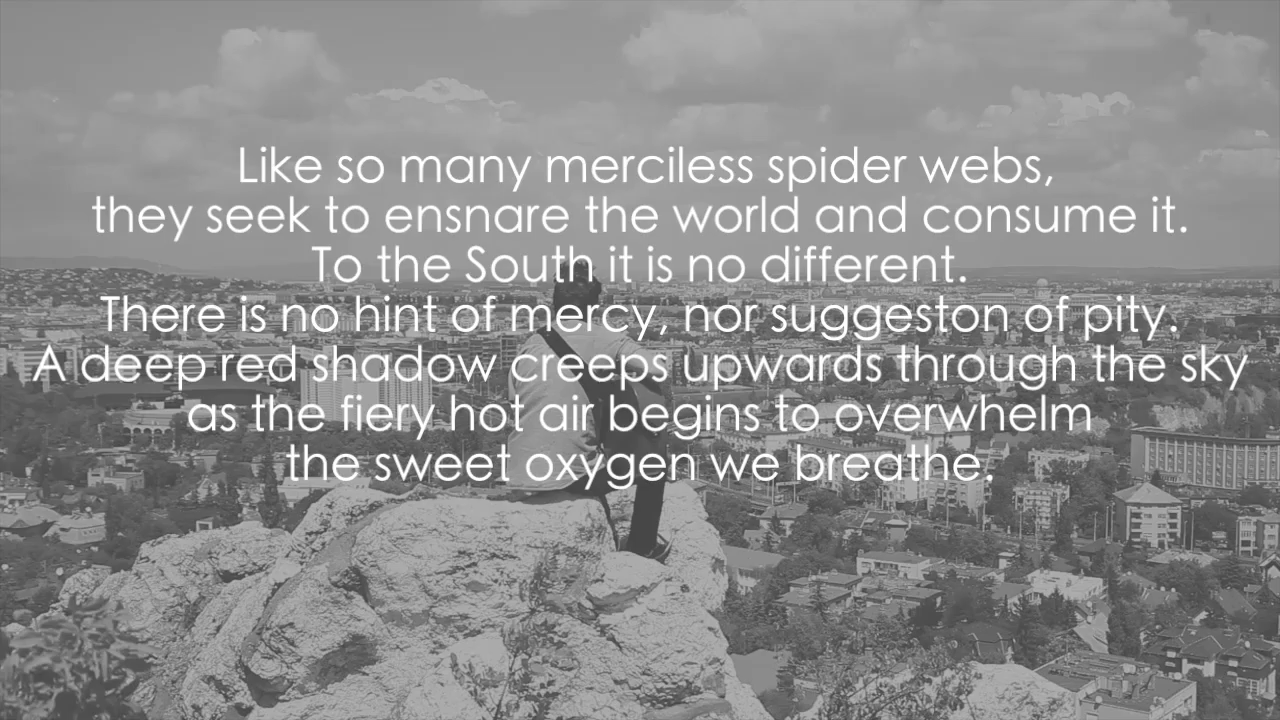 Like so many merciless spider webs,
they seek to ensnare the world and consume it.
To the South it is no different.
There is no hint of mercy, nor suggeston of pity.
A deep red shadow creeps upwards through the sky
as the fiery hot air begins to overwhelm
the sweet oxygen we breathe.